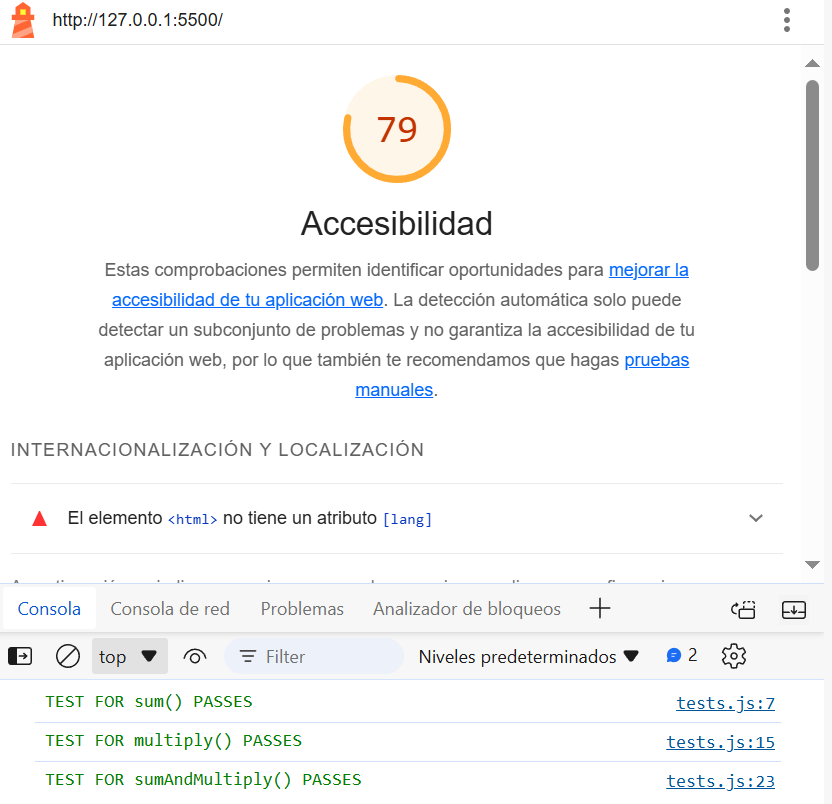 http://127.0.0.1:5500/
79
Accesibilidad
Estas comprobaciones permiten identificar oportunidades para mejorar la
accesibilidad de tu aplicación web. La detección automática solo puede
detectar un subconjunto de problemas y no garantiza la accesibilidad de tu
aplicación web, por lo que también te recomendamos que hagas pruebas
manuales.
INTERNACIONALIZACIÓN Y LOCALIZACIÓN
El elemento <html> no tiene un atributo [lang]
Consola Consola de red Problemas Analizador de bloqueos
top Filter Niveles predeterminados 2
TEST FOR sum() PASSES tests.js:7
TEST FOR multiply() PASSES tests.js:15
TEST FOR sumAndMultiply() PASSES tests.js:23